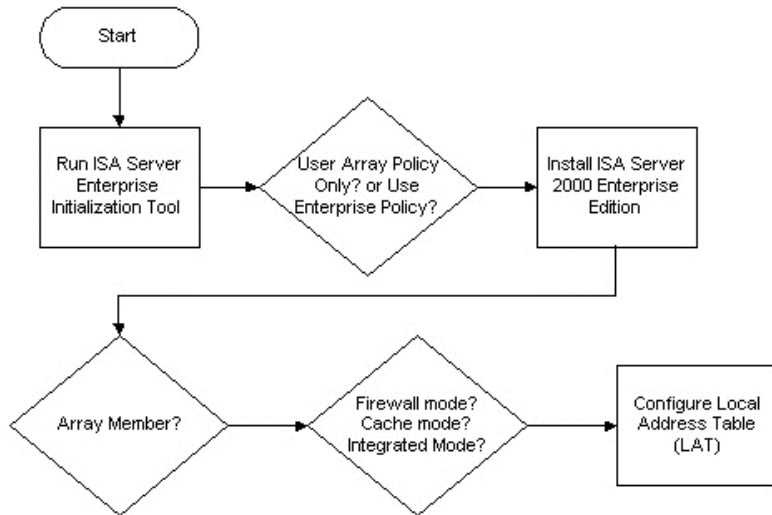 Start
Run ISA Server
Enterprise
Initialization Tool
User Array Policy
Only? or Use
Enterprise Policy?
Install ISA Server
2000 Enterprise
Edition
Array Member?
Firewall mode?
Cache mode?
Integrated Mode?
Configure Local
Address Table
(LAT)